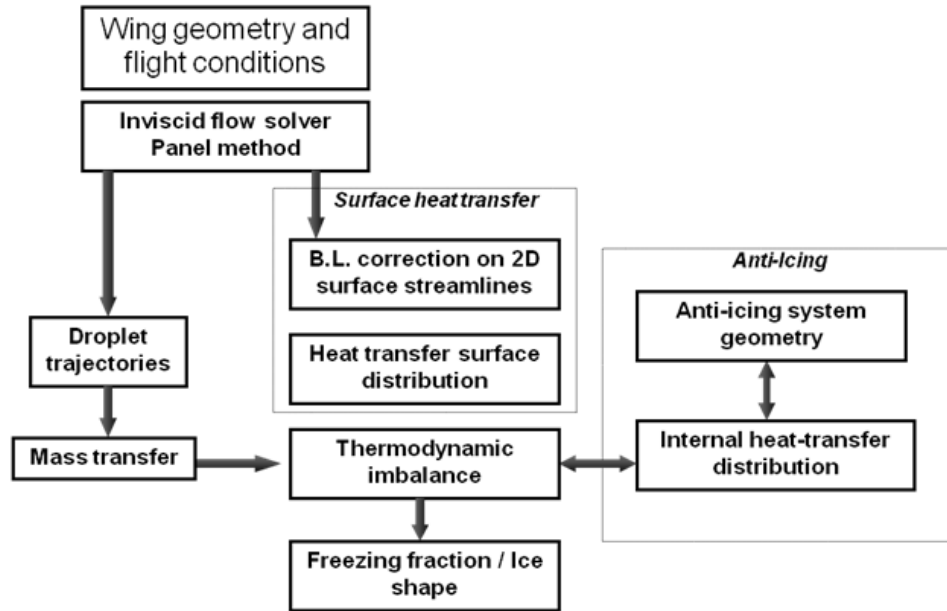 Wing geometry and
flight conditions
Inviscid flow solver
Panel method
Surface heat transfer
B.L. correction on 2D
surface streamlines
Heat transfer surface
distribution
Anti-Icing
Anti-icing system
geometry
Internal heat-transfer
distribution
Droplet
trajectories
Mass transfer
Thermodynamic
imbalance
Freezing fraction / Ice
shape